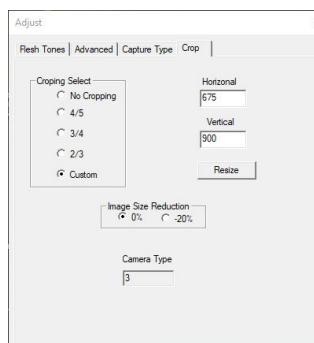 Adjust
Flesh Tones Advanced Capture Type Crop
Croping Select
No Cropping
4/5
3/4
2/3
Custom
Horizonal
675
Vertical
900
Resize
Image Size Reduction
0% -20%
Camera Type
3